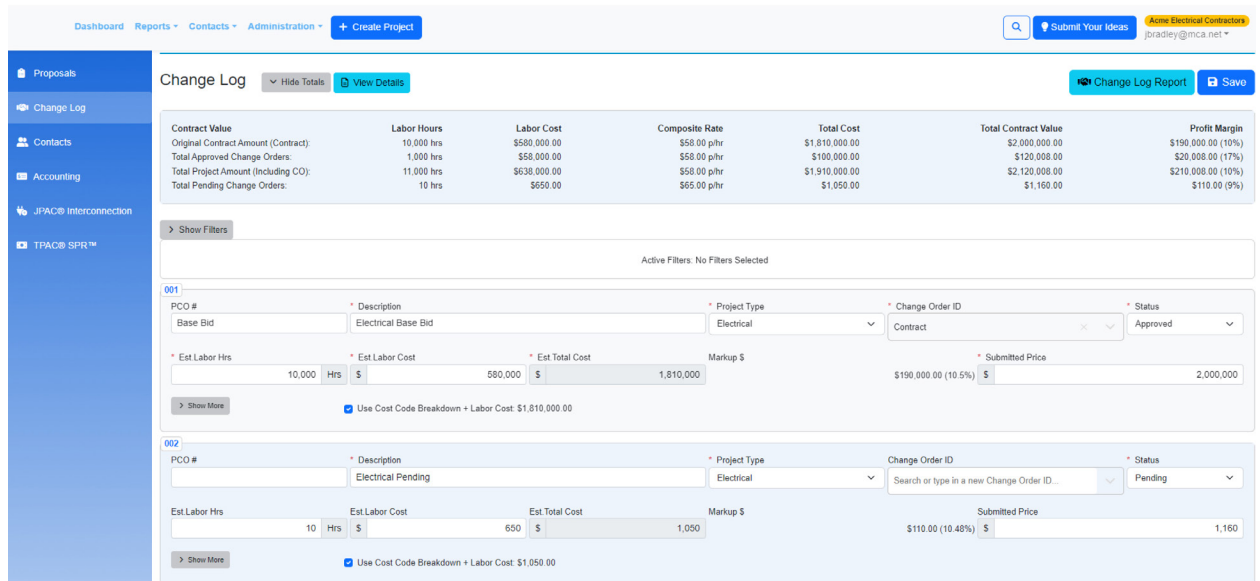 Dashboard Reports Contacts Administration + Create Project Submit Your Ideas Acme Electrical Contractors
jbradley@mca.net
Proposals
Change Log
Contacts
Accounting
JPAC® Interconnection
TPAC® SPR™
Change Log Hide Totals View Details Change Log Report Save
Contract Value Labor Hours Labor Cost Composite Rate Total Cost Total Contract Value Profit Margin
Original Contract Amount (Contract): 10,000 hrs $580,000.00 $58.00 p/hr $1,810,000.00 $2,000,000.00 $190,000.00 (10%)
Total Approved Change Orders: 1,000 hrs $58,000.00 $58.00 p/hr $100,000.00 $120,008.00 $20,008.00 (17%)
Total Project Amount (Including CO): 11,000 hrs $638,000.00 $58.00 p/hr $1,910,000.00 $2,120,008.00 $210,008.00 (10%)
Total Pending Change Orders: 10 hrs $650.00 $65.00 p/hr $1,050.00 $1,160.00 $110.00 (9%)
> Show Filters
Active Filters: No Filters Selected
001
PCO # * Description * Project Type * Change Order ID * Status
Base Bid Electrical Base Bid Electrical Contract Approved
* Est.Labor Hrs * Est.Labor Cost * Est.Total Cost Markup $ * Submitted Price
10,000 Hrs $ 580,000 $ 1,810,000 $190,000.00 (10.5%) $ 2,000,000
> Show More Use Cost Code Breakdown + Labor Cost: $1,810,000.00
002
PCO # * Description * Project Type Change Order ID * Status
Electrical Pending Electrical Search or type in a new Change Order ID... Pending
Est.Labor Hrs Est.Labor Cost Est.Total Cost Markup $ Submitted Price
10 Hrs $ 650 $ 1,050 $110.00 (10.48%) $ 1,160
> Show More Use Cost Code Breakdown + Labor Cost: $1,050.00